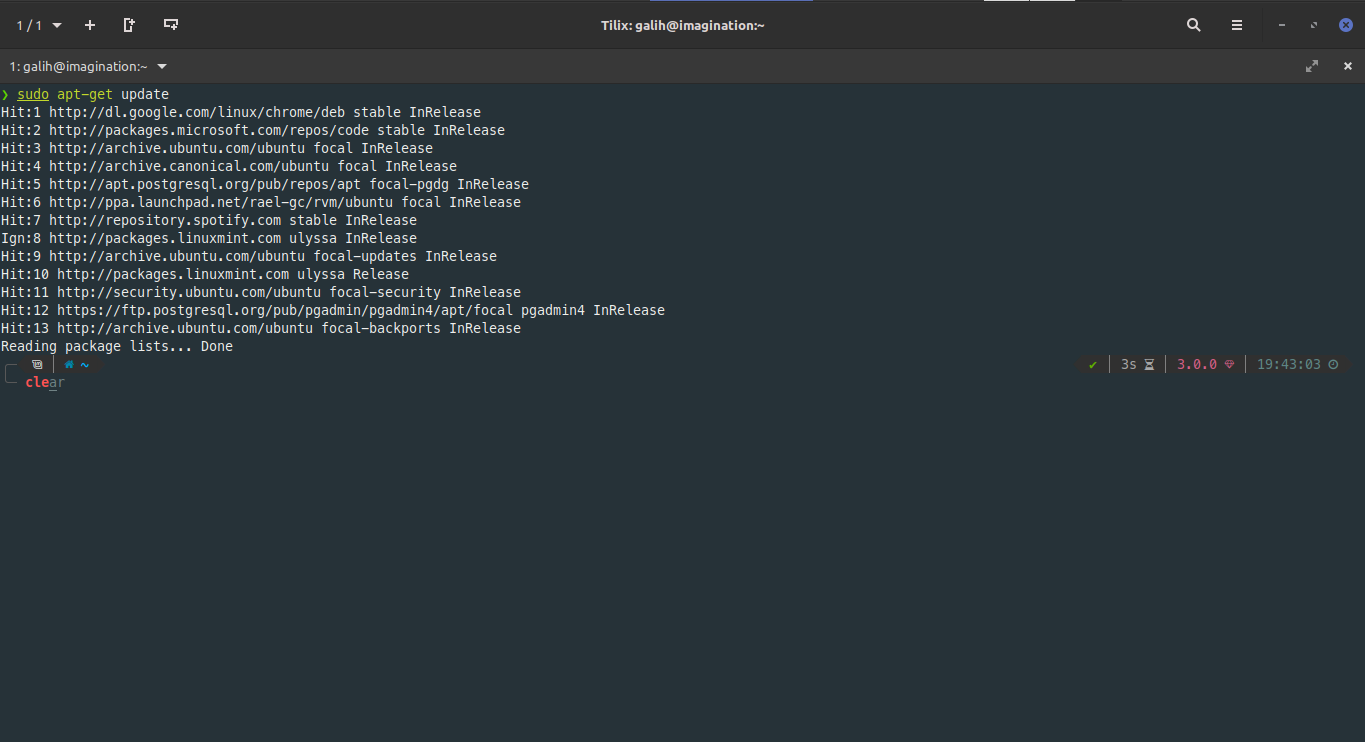 1 / 1
Tilix: galih@imagination:~
1: galih@imagination:~
❯ sudo apt-get update
Hit:1 http://dl.google.com/linux/chrome/deb stable InRelease
Hit:2 http://packages.microsoft.com/repos/code stable InRelease
Hit:3 http://archive.ubuntu.com/ubuntu focal InRelease
Hit:4 http://archive.canonical.com/ubuntu focal InRelease
Hit:5 http://apt.postgresql.org/pub/repos/apt focal-pgdg InRelease
Hit:6 http://ppa.launchpad.net/rael-gc/rvm/ubuntu focal InRelease
Hit:7 http://repository.spotify.com stable InRelease
Ign:8 http://packages.linuxmint.com ulyssa InRelease
Hit:9 http://archive.ubuntu.com/ubuntu focal-updates InRelease
Hit:10 http://packages.linuxmint.com ulyssa Release
Hit:11 http://security.ubuntu.com/ubuntu focal-security InRelease
Hit:12 https://ftp.postgresql.org/pub/pgadmin/pgadmin4/apt/focal pgadmin4 InRelease
Hit:13 http://archive.ubuntu.com/ubuntu focal-backports InRelease
Reading package lists... Done
~ ✔ 3s 3.0.0 19:43:03
clear